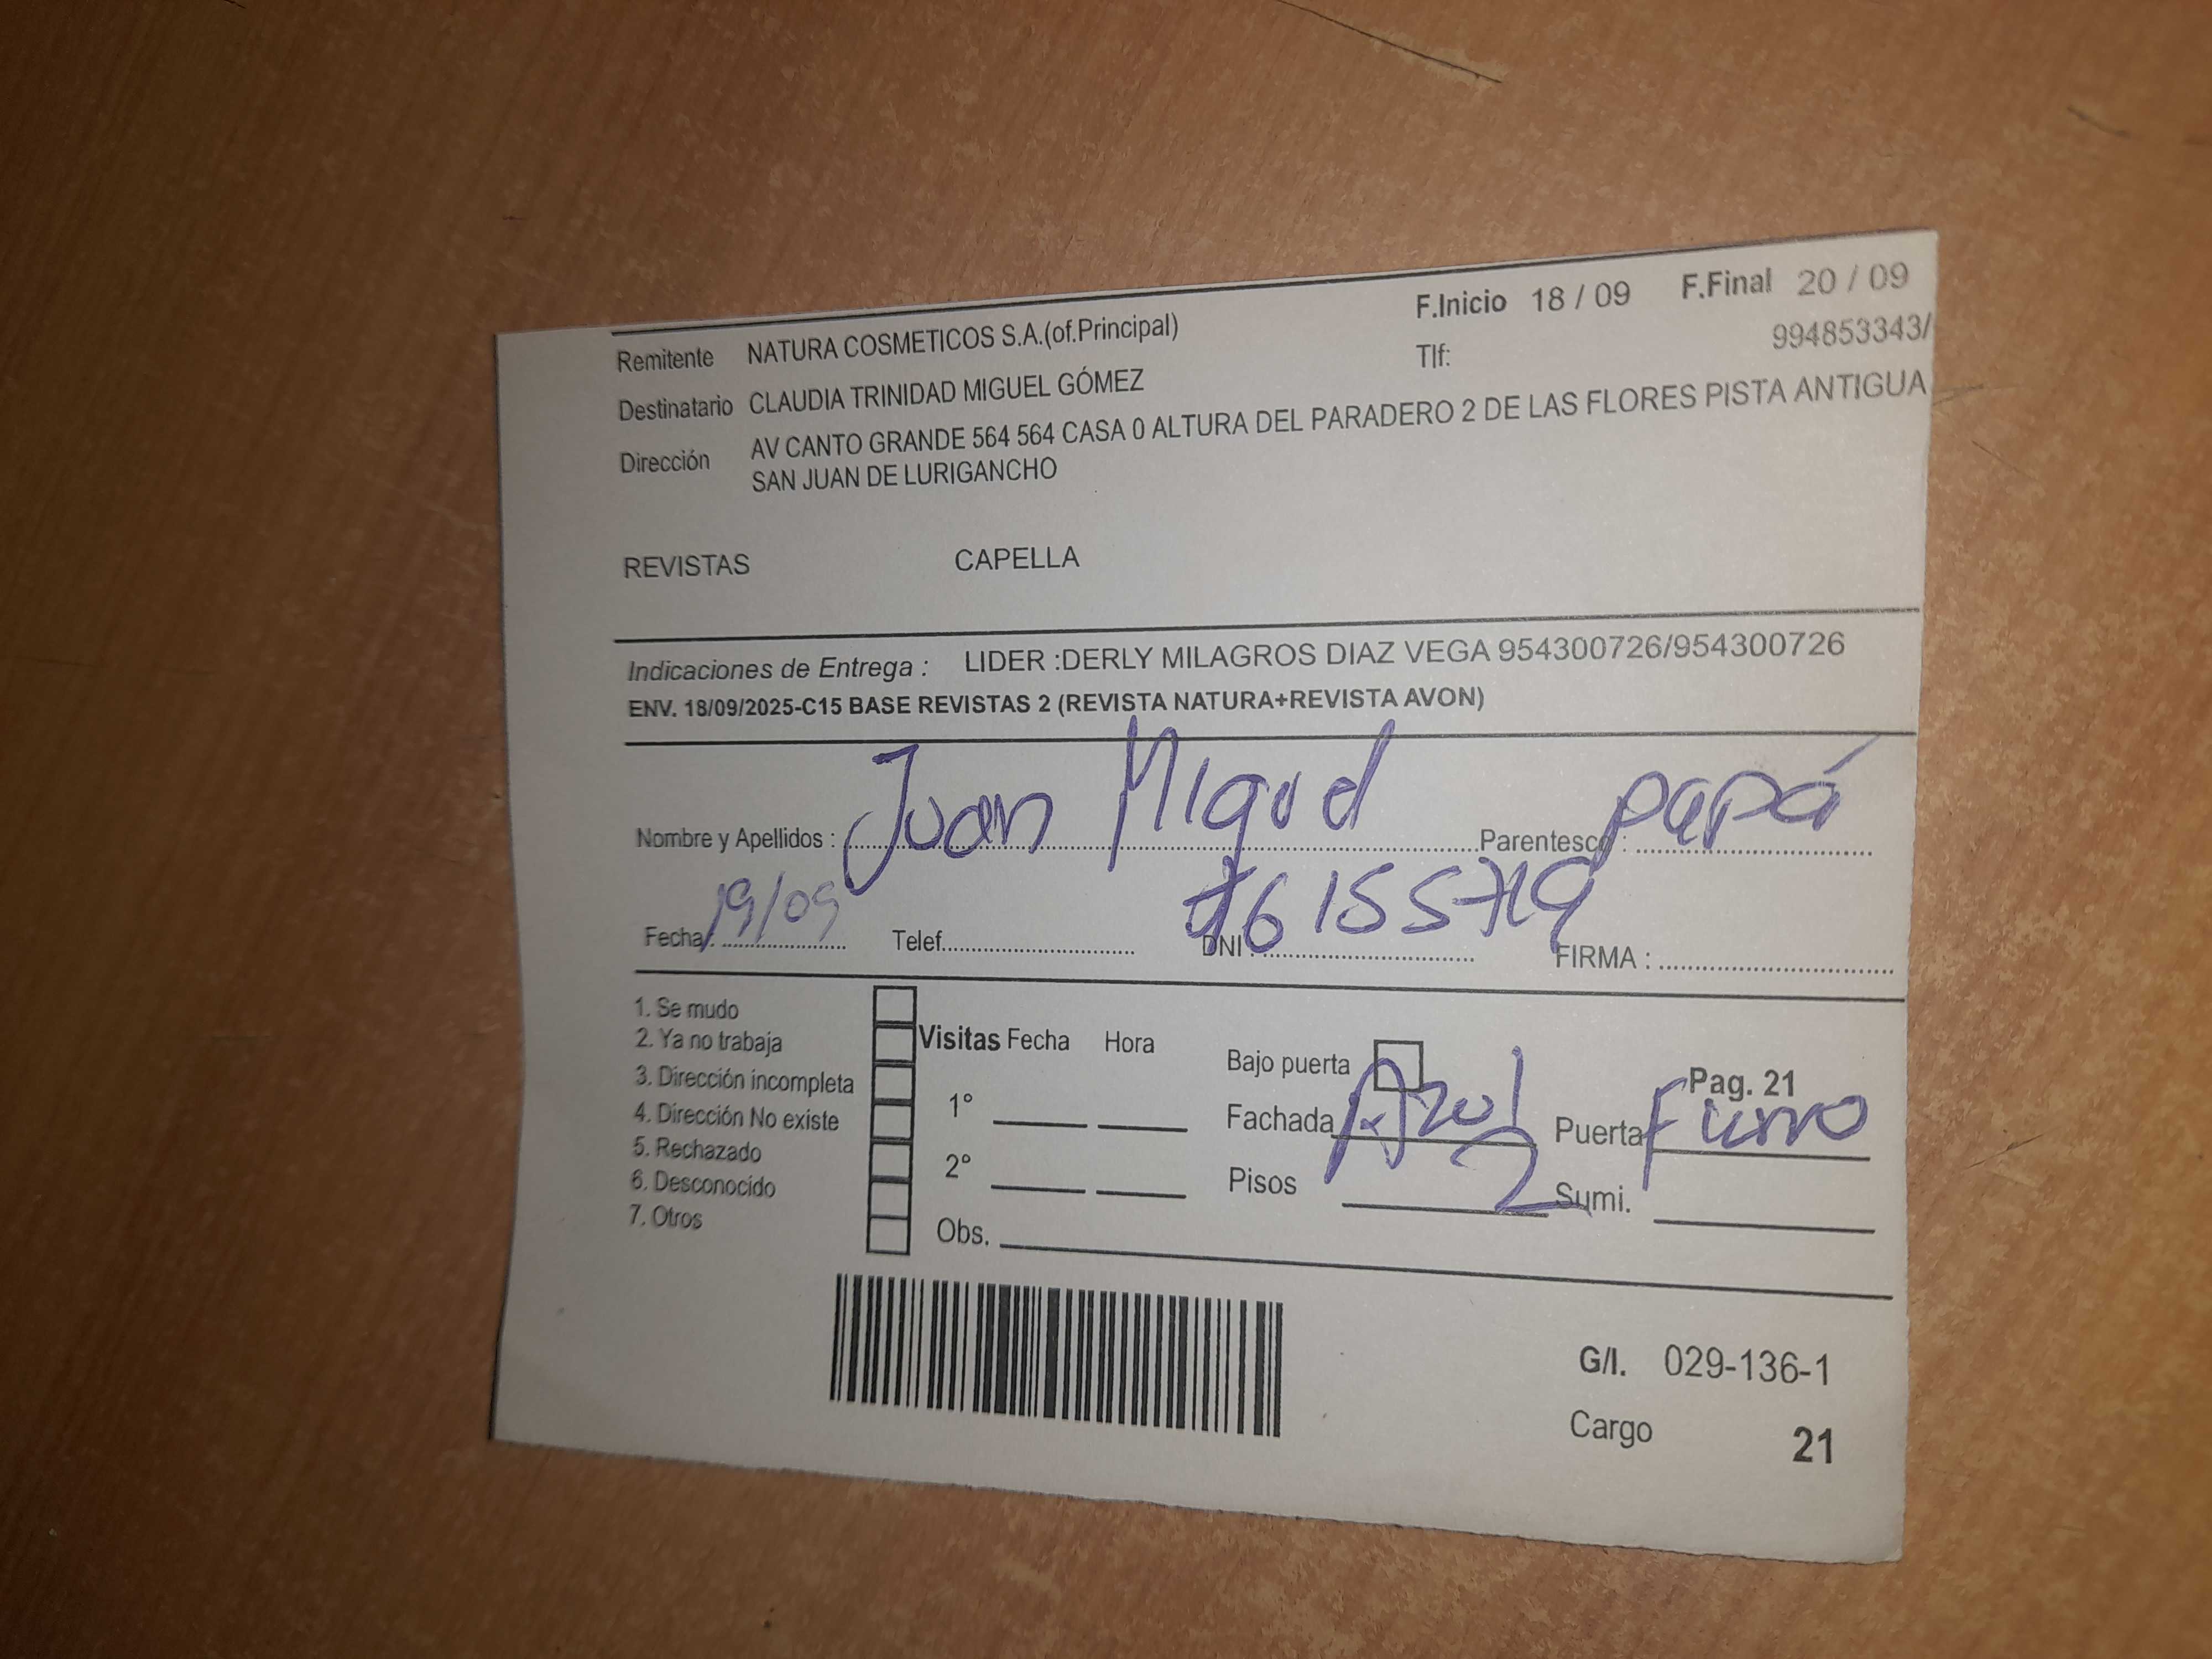 F.Inicio 18 / 09 F.Final 20 / 09
Remitente NATURA COSMETICOS S.A.(of.Principal) Tlf: 994853343/
Destinatario CLAUDIA TRINIDAD MIGUEL GÓMEZ
Dirección AV CANTO GRANDE 564 564 CASA 0 ALTURA DEL PARADERO 2 DE LAS FLORES PISTA ANTIGUA
SAN JUAN DE LURIGANCHO
REVISTAS CAPELLA
Indicaciones de Entrega : LIDER :DERLY MILAGROS DIAZ VEGA 954300726/954300726
ENV. 18/09/2025-C15 BASE REVISTAS 2 (REVISTA NATURA+REVISTA AVON)
Nombre y Apellidos : Juan Miguel Parentesco : papá
Fecha: 19/09 Telef. DNI : FIRMA :
1. Se mudo
2. Ya no trabaja
3. Dirección incompleta
4. Dirección No existe
5. Rechazado
6. Desconocido
7. Otros
Visitas Fecha Hora
1°
2°
Obs.
Bajo puerta Pag. 21
Fachada Azul Puerta Fierro
Pisos 2 Sumi.
G/I. 029-136-1
Cargo 21